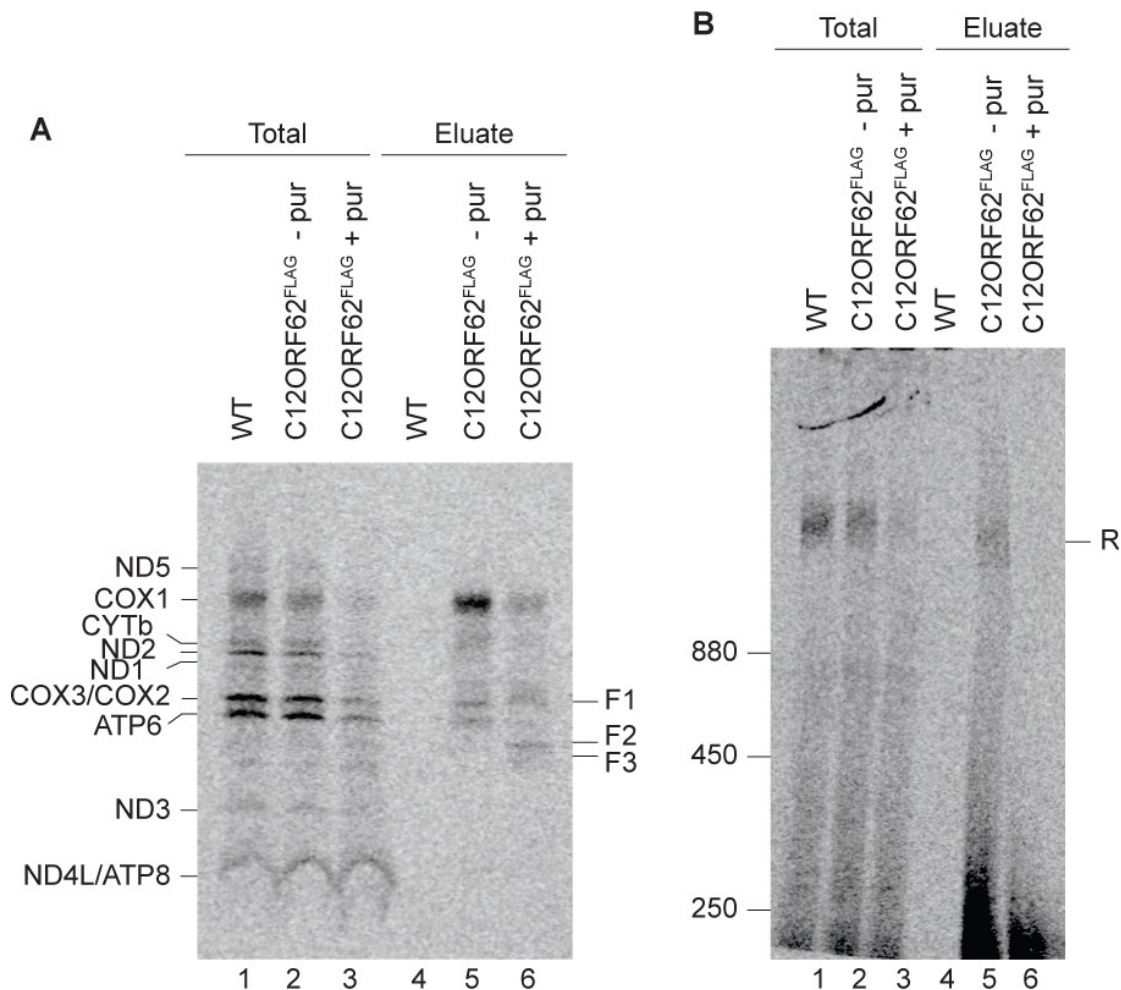 A
Total
Eluate
WT
C12ORF62FLAG - pur
C12ORF62FLAG + pur
WT
C12ORF62FLAG - pur
C12ORF62FLAG + pur
ND5
COX1
CYTb
ND2
ND1
COX3/COX2
ATP6
ND3
ND4L/ATP8
F1
F2
F3
1 2 3 4 5 6
B
Total
Eluate
WT
C12ORF62FLAG - pur
C12ORF62FLAG + pur
WT
C12ORF62FLAG - pur
C12ORF62FLAG + pur
R
880
450
250
1 2 3 4 5 6